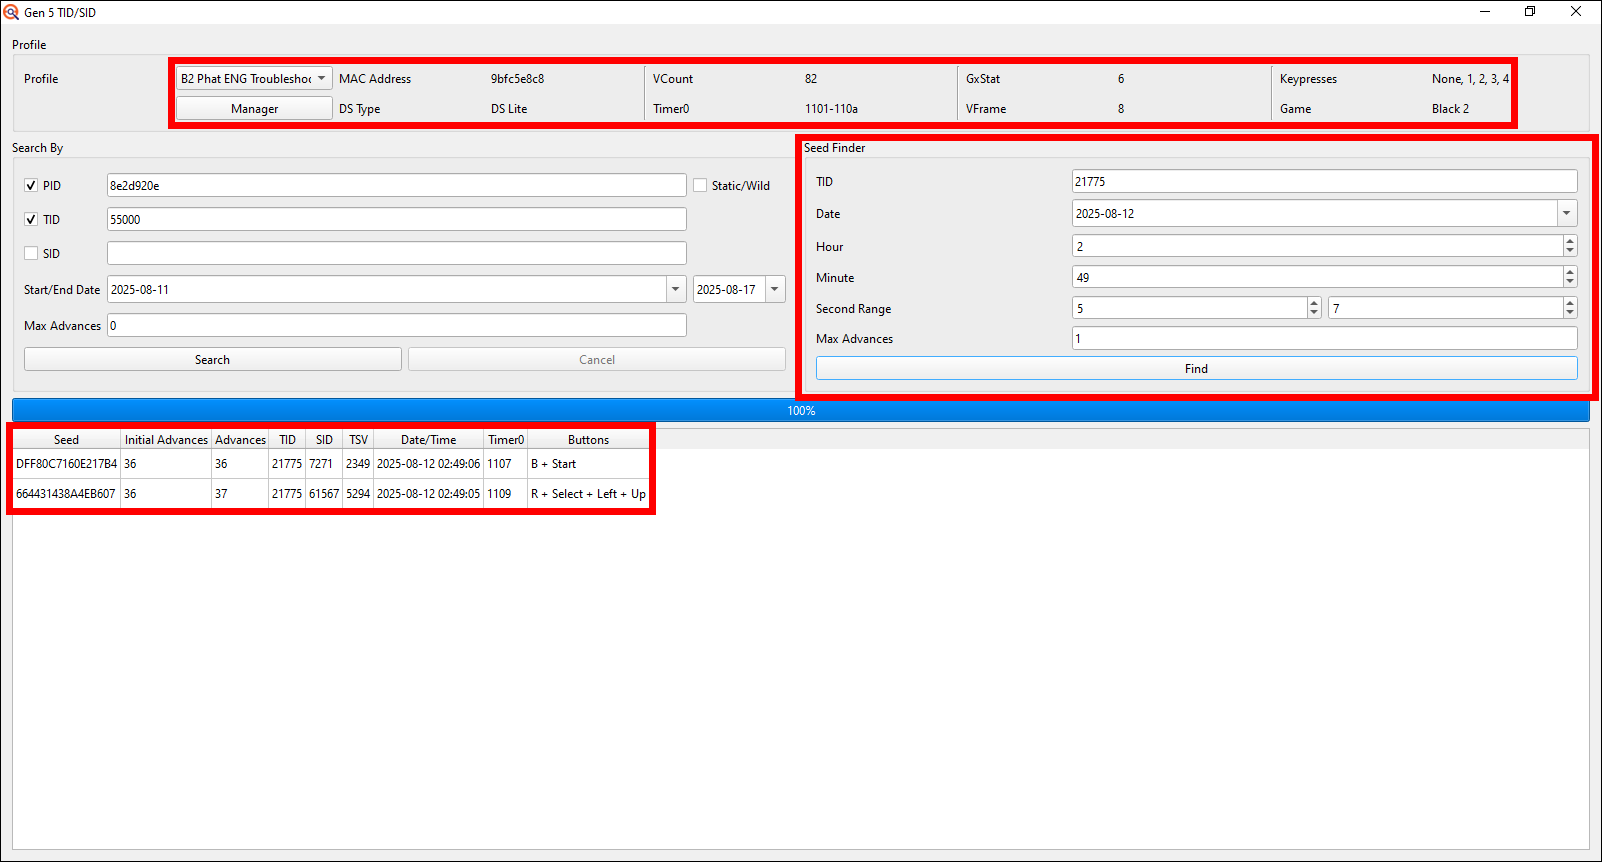 Gen 5 TID/SID
Profile
Profile B2 Phat ENG Troubleshoo MAC Address 9bfc5e8c8 VCount 82 GxStat 6 Keypresses None, 1, 2, 3, 4
Manager DS Type DS Lite Timer0 1101-110a VFrame 8 Game Black 2
Search By
PID 8e2d920e Static/Wild
TID 55000
SID
Start/End Date 2025-08-11 2025-08-17
Max Advances 0
Search Cancel
Seed Finder
TID 21775
Date 2025-08-12
Hour 2
Minute 49
Second Range 5 7
Max Advances 1
Find
100%
Seed Initial Advances Advances TID SID TSV Date/Time Timer0 Buttons
DFF80C7160E217B4 36 36 21775 7271 2349 2025-08-12 02:49:06 1107 B + Start
664431438A4EB607 36 37 21775 61567 5294 2025-08-12 02:49:05 1109 R + Select + Left + Up